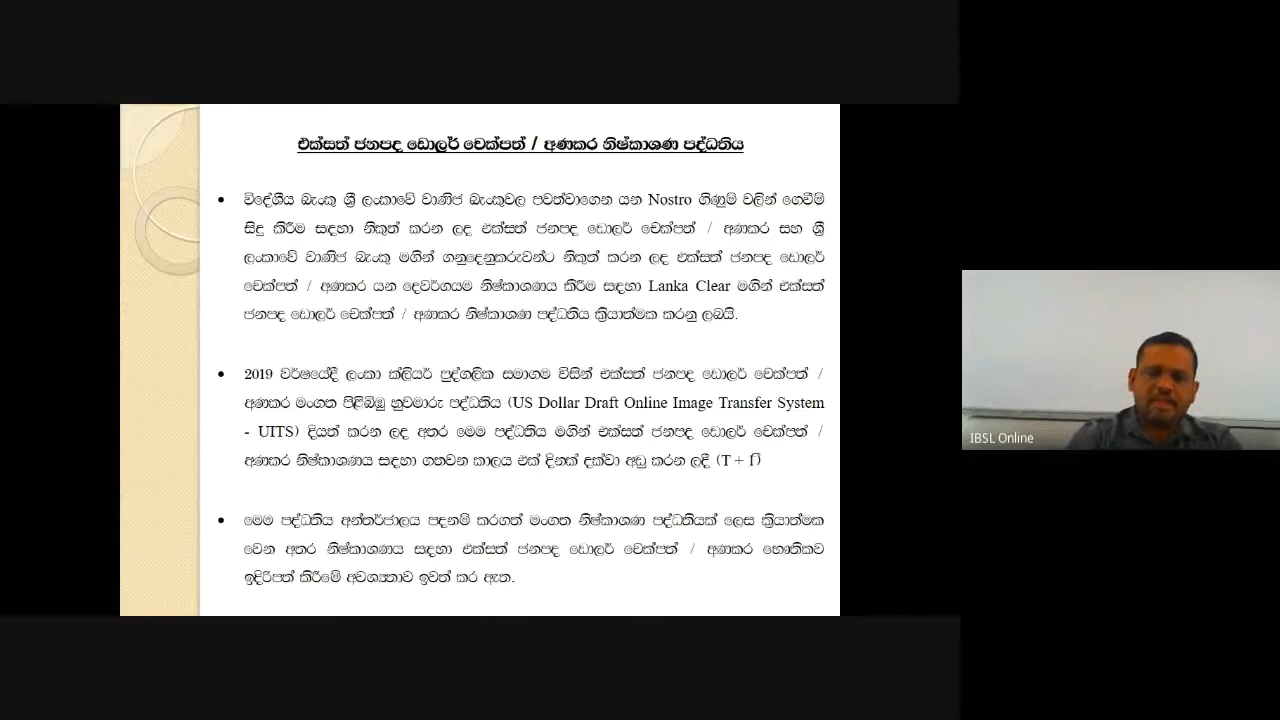 එක්සත් ජනපද ඩොලර් චෙක්පත් / අණකර නිෂ්කාශණ පද්ධතිය
• විදේශීය බැංකු ශ්‍රී ලංකාවේ වාණිජ බැංකුවල පවත්වාගෙන යන Nostro ගිණුම් වලින් ගෙවීම්
සිදු කිරීම සඳහා නිකුත් කරන ලද එක්සත් ජනපද ඩොලර් චෙක්පත් / අණකර සහ ශ්‍රී
ලංකාවේ වාණිජ බැංකු මගින් ගනුදෙනුකරුවන්ට නිකුත් කරන ලද එක්සත් ජනපද ඩොලර්
චෙක්පත් / අණකර යන දෙවර්ගයම නිෂ්කාශණය කිරීම සඳහා Lanka Clear මගින් එක්සත්
ජනපද ඩොලර් චෙක්පත් / අණකර නිෂ්කාශණ පද්ධතිය ක්‍රියාත්මක කරනු ලබයි.
• 2019 වර්ෂයේදී ලංකා ක්ලියර් පුද්ගලික සමාගම විසින් එක්සත් ජනපද ඩොලර් චෙක්පත් /
අණකර මංගත පිළිබිඹු හුවමාරු පද්ධතිය (US Dollar Draft Online Image Transfer System
- UITS) දියත් කරන ලද අතර මෙම පද්ධතිය මගින් එක්සත් ජනපද ඩොලර් චෙක්පත් /
අණකර නිෂ්කාශණය සඳහා ගතවන කාලය එක් දිනක් දක්වා අඩු කරන ලදී (T + 1)
• මෙම පද්ධතිය අන්තර්ජාලය පදනම් කරගත් මංගත නිෂ්කාශණ පද්ධතියක් ලෙස ක්‍රියාත්මක
වෙන අතර නිෂ්කාශණය සඳහා එක්සත් ජනපද ඩොලර් චෙක්පත් / අණකර භෞතිකව
ඉදිරිපත් කිරීමේ අවශ්‍යතාව ඉවත් කර ඇත.
IBSL Online